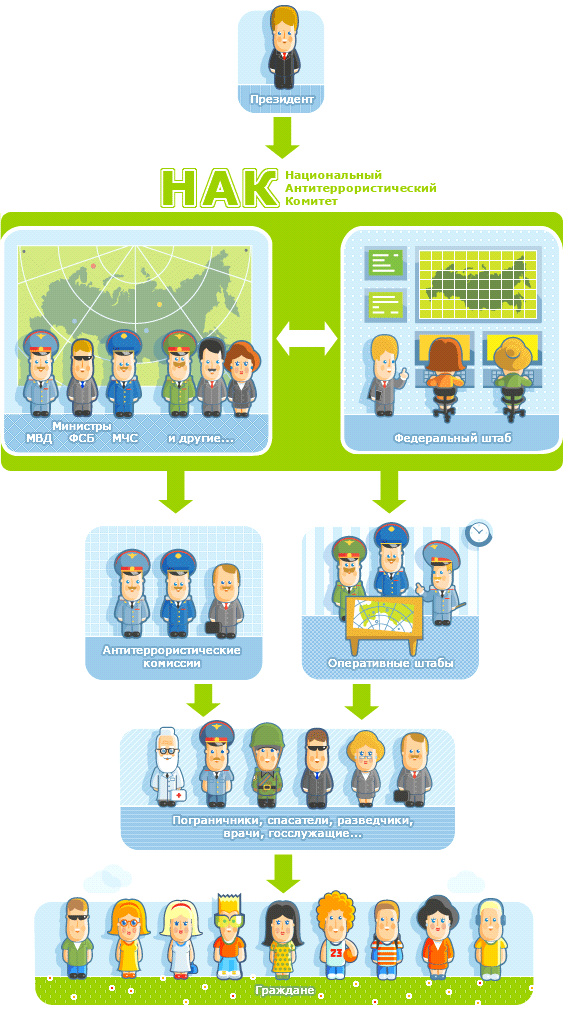 Президент
НАК
Национальный
Антитеррористический
Комитет
Министры
МВД ФСБ МЧС и другие...
Федеральный штаб
Антитеррористические
комиссии
Оперативные штабы
Пограничники, спасатели, разведчики,
врачи, госслужащие...
23
Граждане